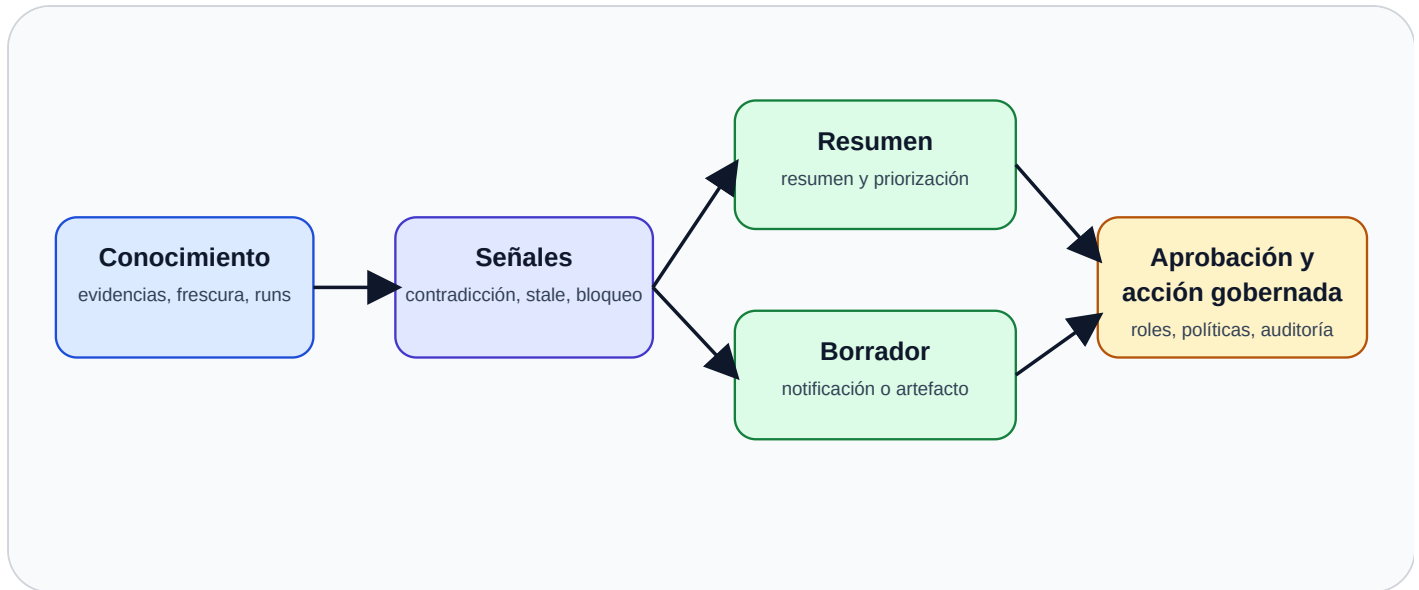 Conocimiento
evidencias, frescura, runs
Señales
contradicción, stale, bloqueo
Resumen
resumen y priorización
Borrador
notificación o artefacto
Aprobación y
acción gobernada
roles, políticas, auditoría